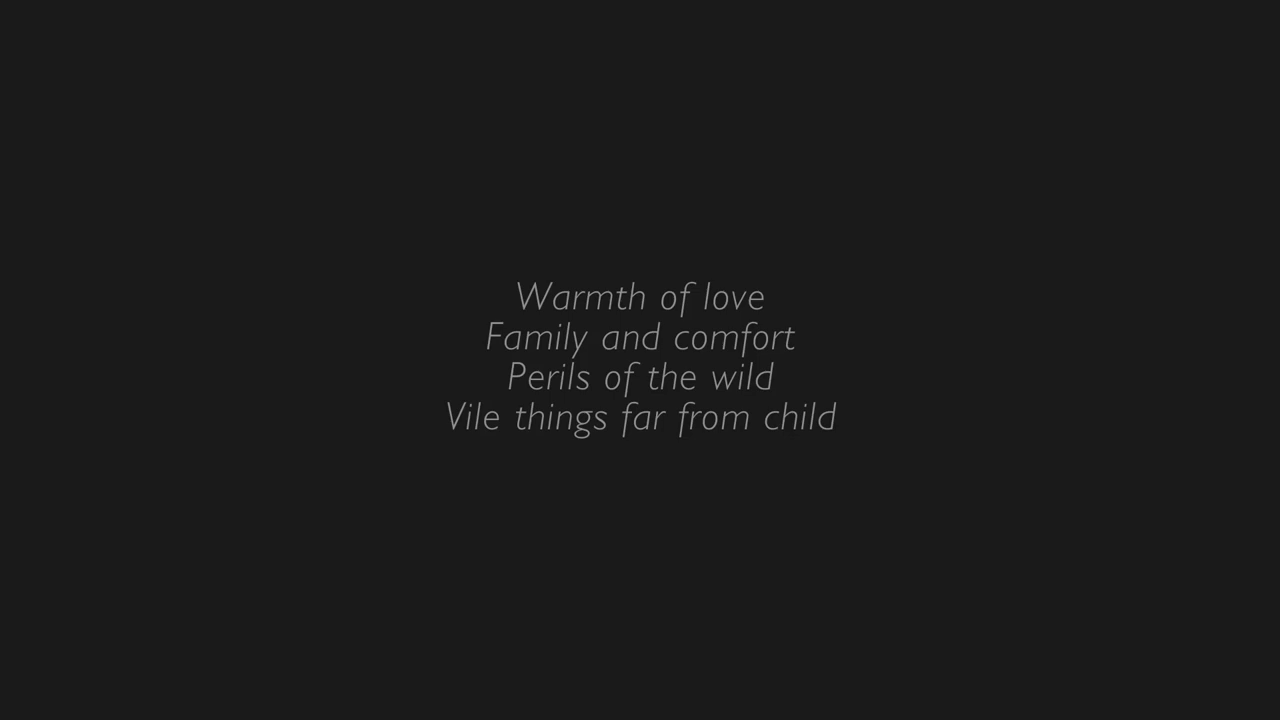 Warmth of love
Family and comfort
Perils of the wild
Vile things far from child